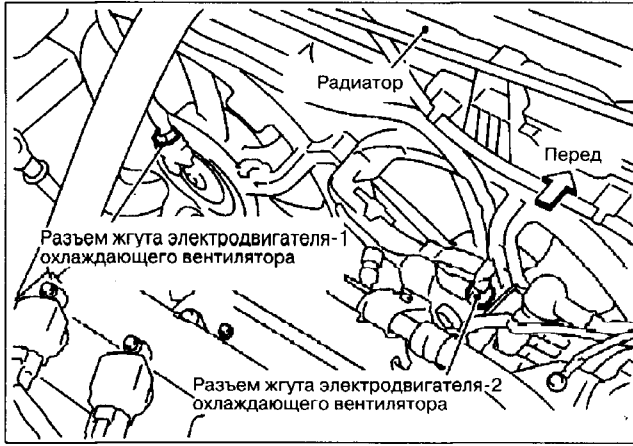 Радиатор
Перед
Разъем жгута электродвигателя-1
охлаждающего вентилятора
Разъем жгута электродвигателя-2
охлаждающего вентилятора